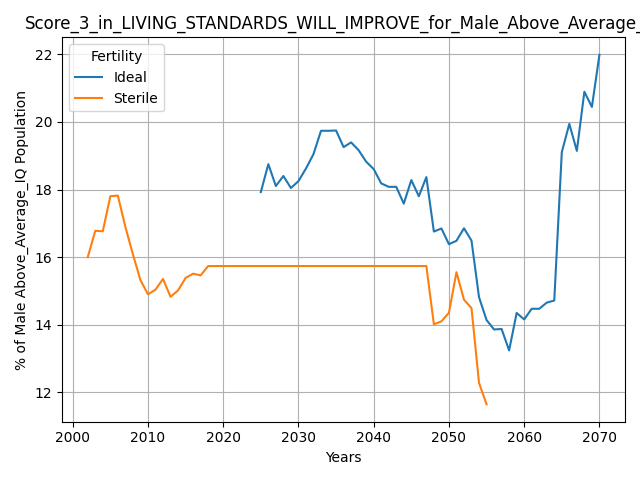 Score_3_in_LIVING_STANDARDS_WILL_IMPROVE_for_Male_Above_Average_
Fertility
Ideal
Sterile
% of Male Above_Average_IQ Population
22
20
18
16
14
12
2000 2010 2020 2030 2040 2050 2060 2070
Years